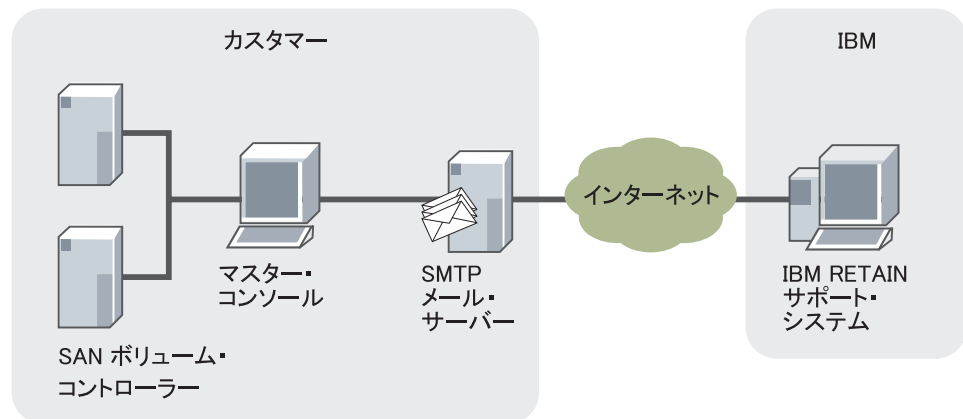 カスタマー
IBM
インターネット
マスター・
コンソール
SMTP
メール・
サーバー
IBM RETAIN
サポート・
システム
SAN ボリューム・
コントローラー